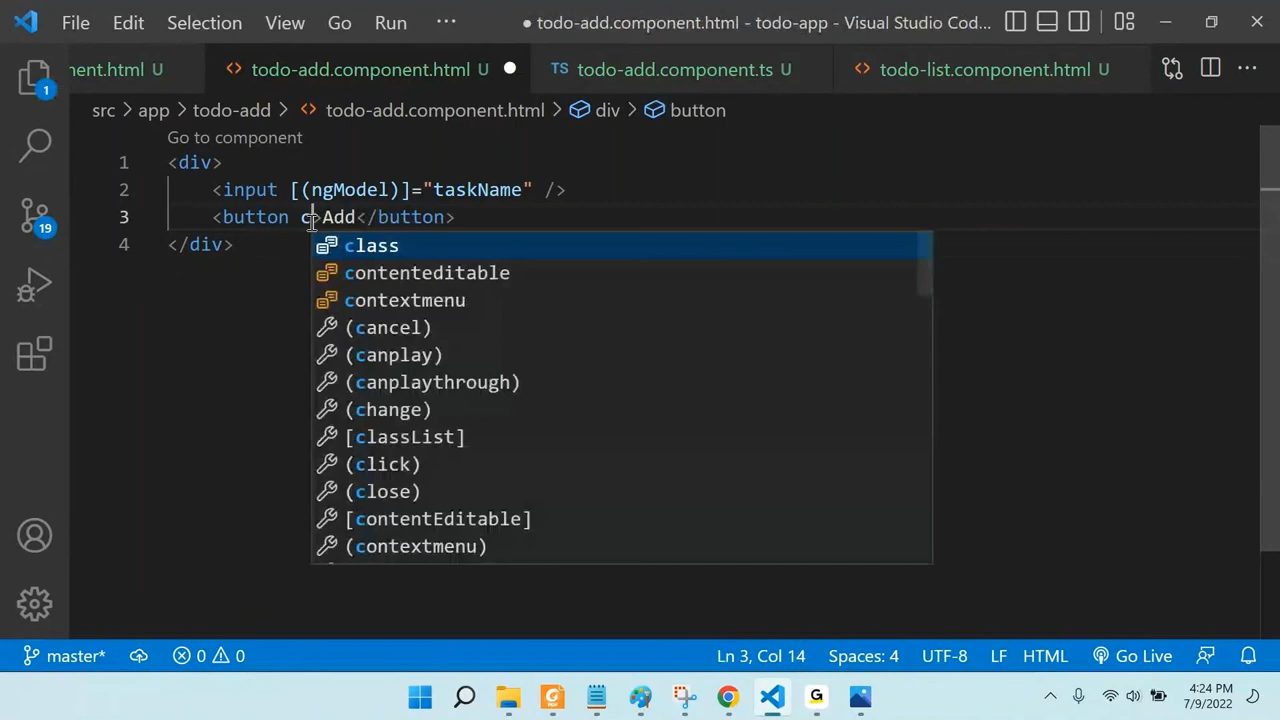 File Edit Selection View Go Run ··· ● todo-add.component.html - todo-app - Visual Studio Cod...
nent.html U todo-add.component.html U ● TS todo-add.component.ts U todo-list.component.html U ···
src > app > todo-add > todo-add.component.html > div > button
Go to component
1 <div>
2 <input [(ngModel)]="taskName" />
3 <button c>Add</button>
4 </div>
class
contenteditable
contextmenu
(cancel)
(canplay)
(canplaythrough)
(change)
[classList]
(click)
(close)
[contentEditable]
(contextmenu)
1
19
master* 0 0 Ln 3, Col 14 Spaces: 4 UTF-8 LF HTML Go Live
PDF G 4:24 PM
7/9/2022